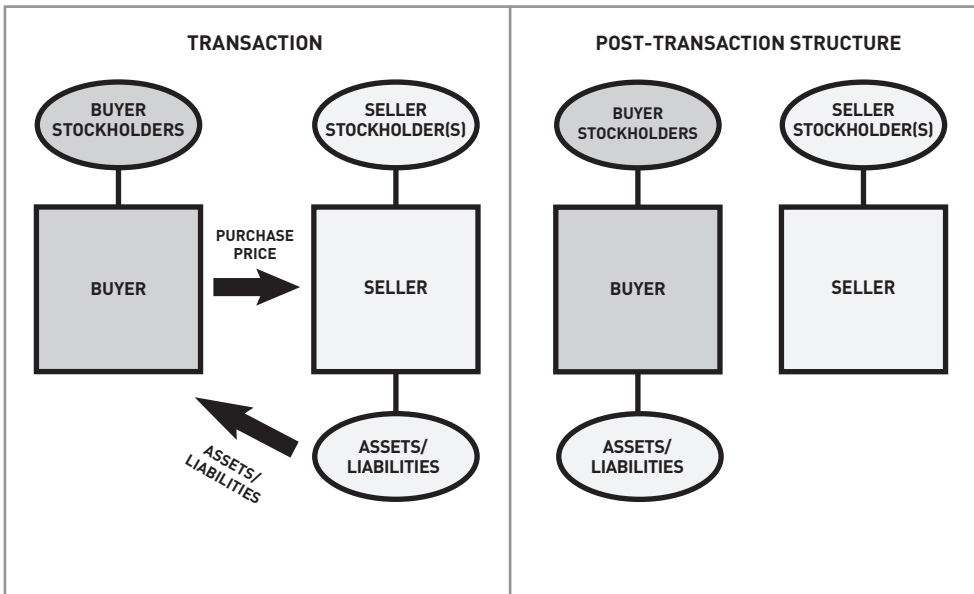 TRANSACTION
BUYER
STOCKHOLDERS
SELLER
STOCKHOLDER(S)
PURCHASE
PRICE
BUYER
SELLER
ASSETS/
LIABILITIES
ASSETS/
LIABILITIES
POST-TRANSACTION STRUCTURE
BUYER
STOCKHOLDERS
SELLER
STOCKHOLDER(S)
BUYER
SELLER
ASSETS/
LIABILITIES